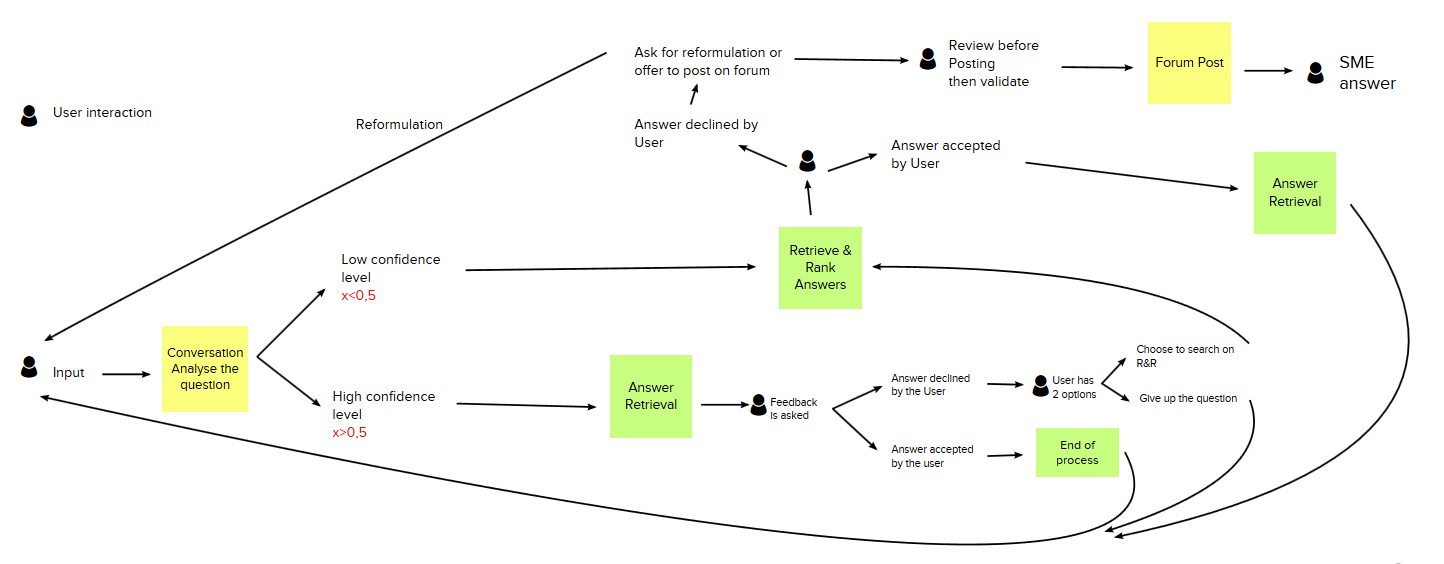 Ask for reformulation or
offer to post on forum
Review before
Posting
then validate
Forum Post
SME
answer
User interaction
Reformulation
Answer declined by
User
Answer accepted
by User
Answer
Retrieval
Retrieve &
Rank
Answers
Low confidence
level
x<0,5
Input
Conversation
Analyse the
question
High confidence
level
x>0,5
Answer
Retrieval
Feedback
is asked
Answer declined
by the User
User has
2 options
Choose to search on
R&R
Give up the question
Answer accepted
by the user
End of
process